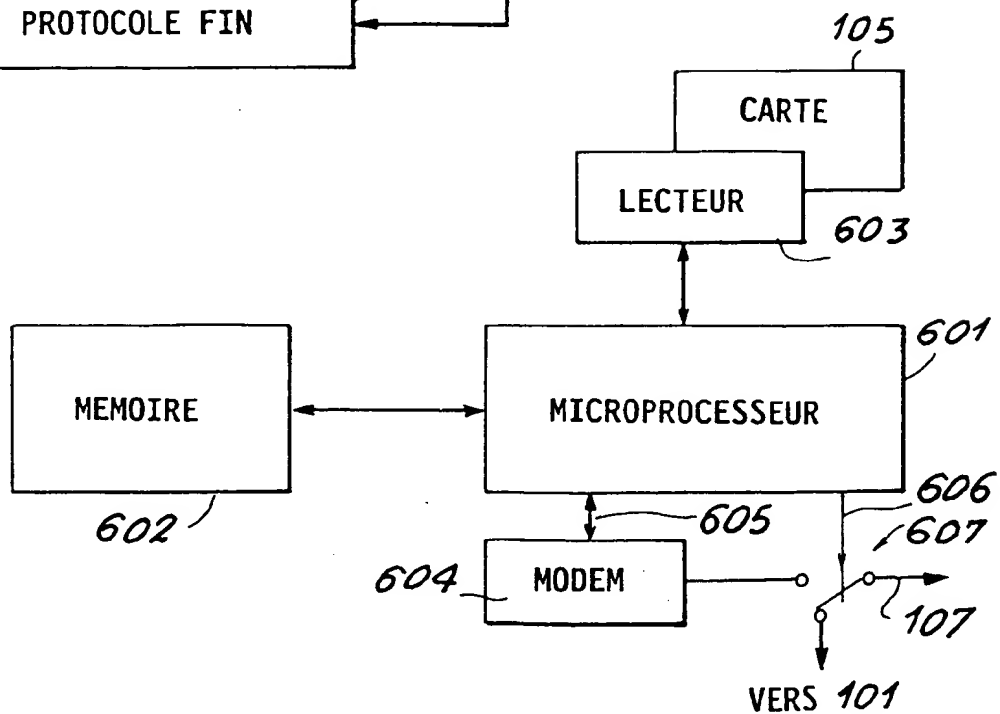 PROTOCOLE FIN
105
CARTE
LECTEUR
603
601
MEMOIRE
MICROPROCESSEUR
602
605
606
607
604
MODEM
107
VERS 101